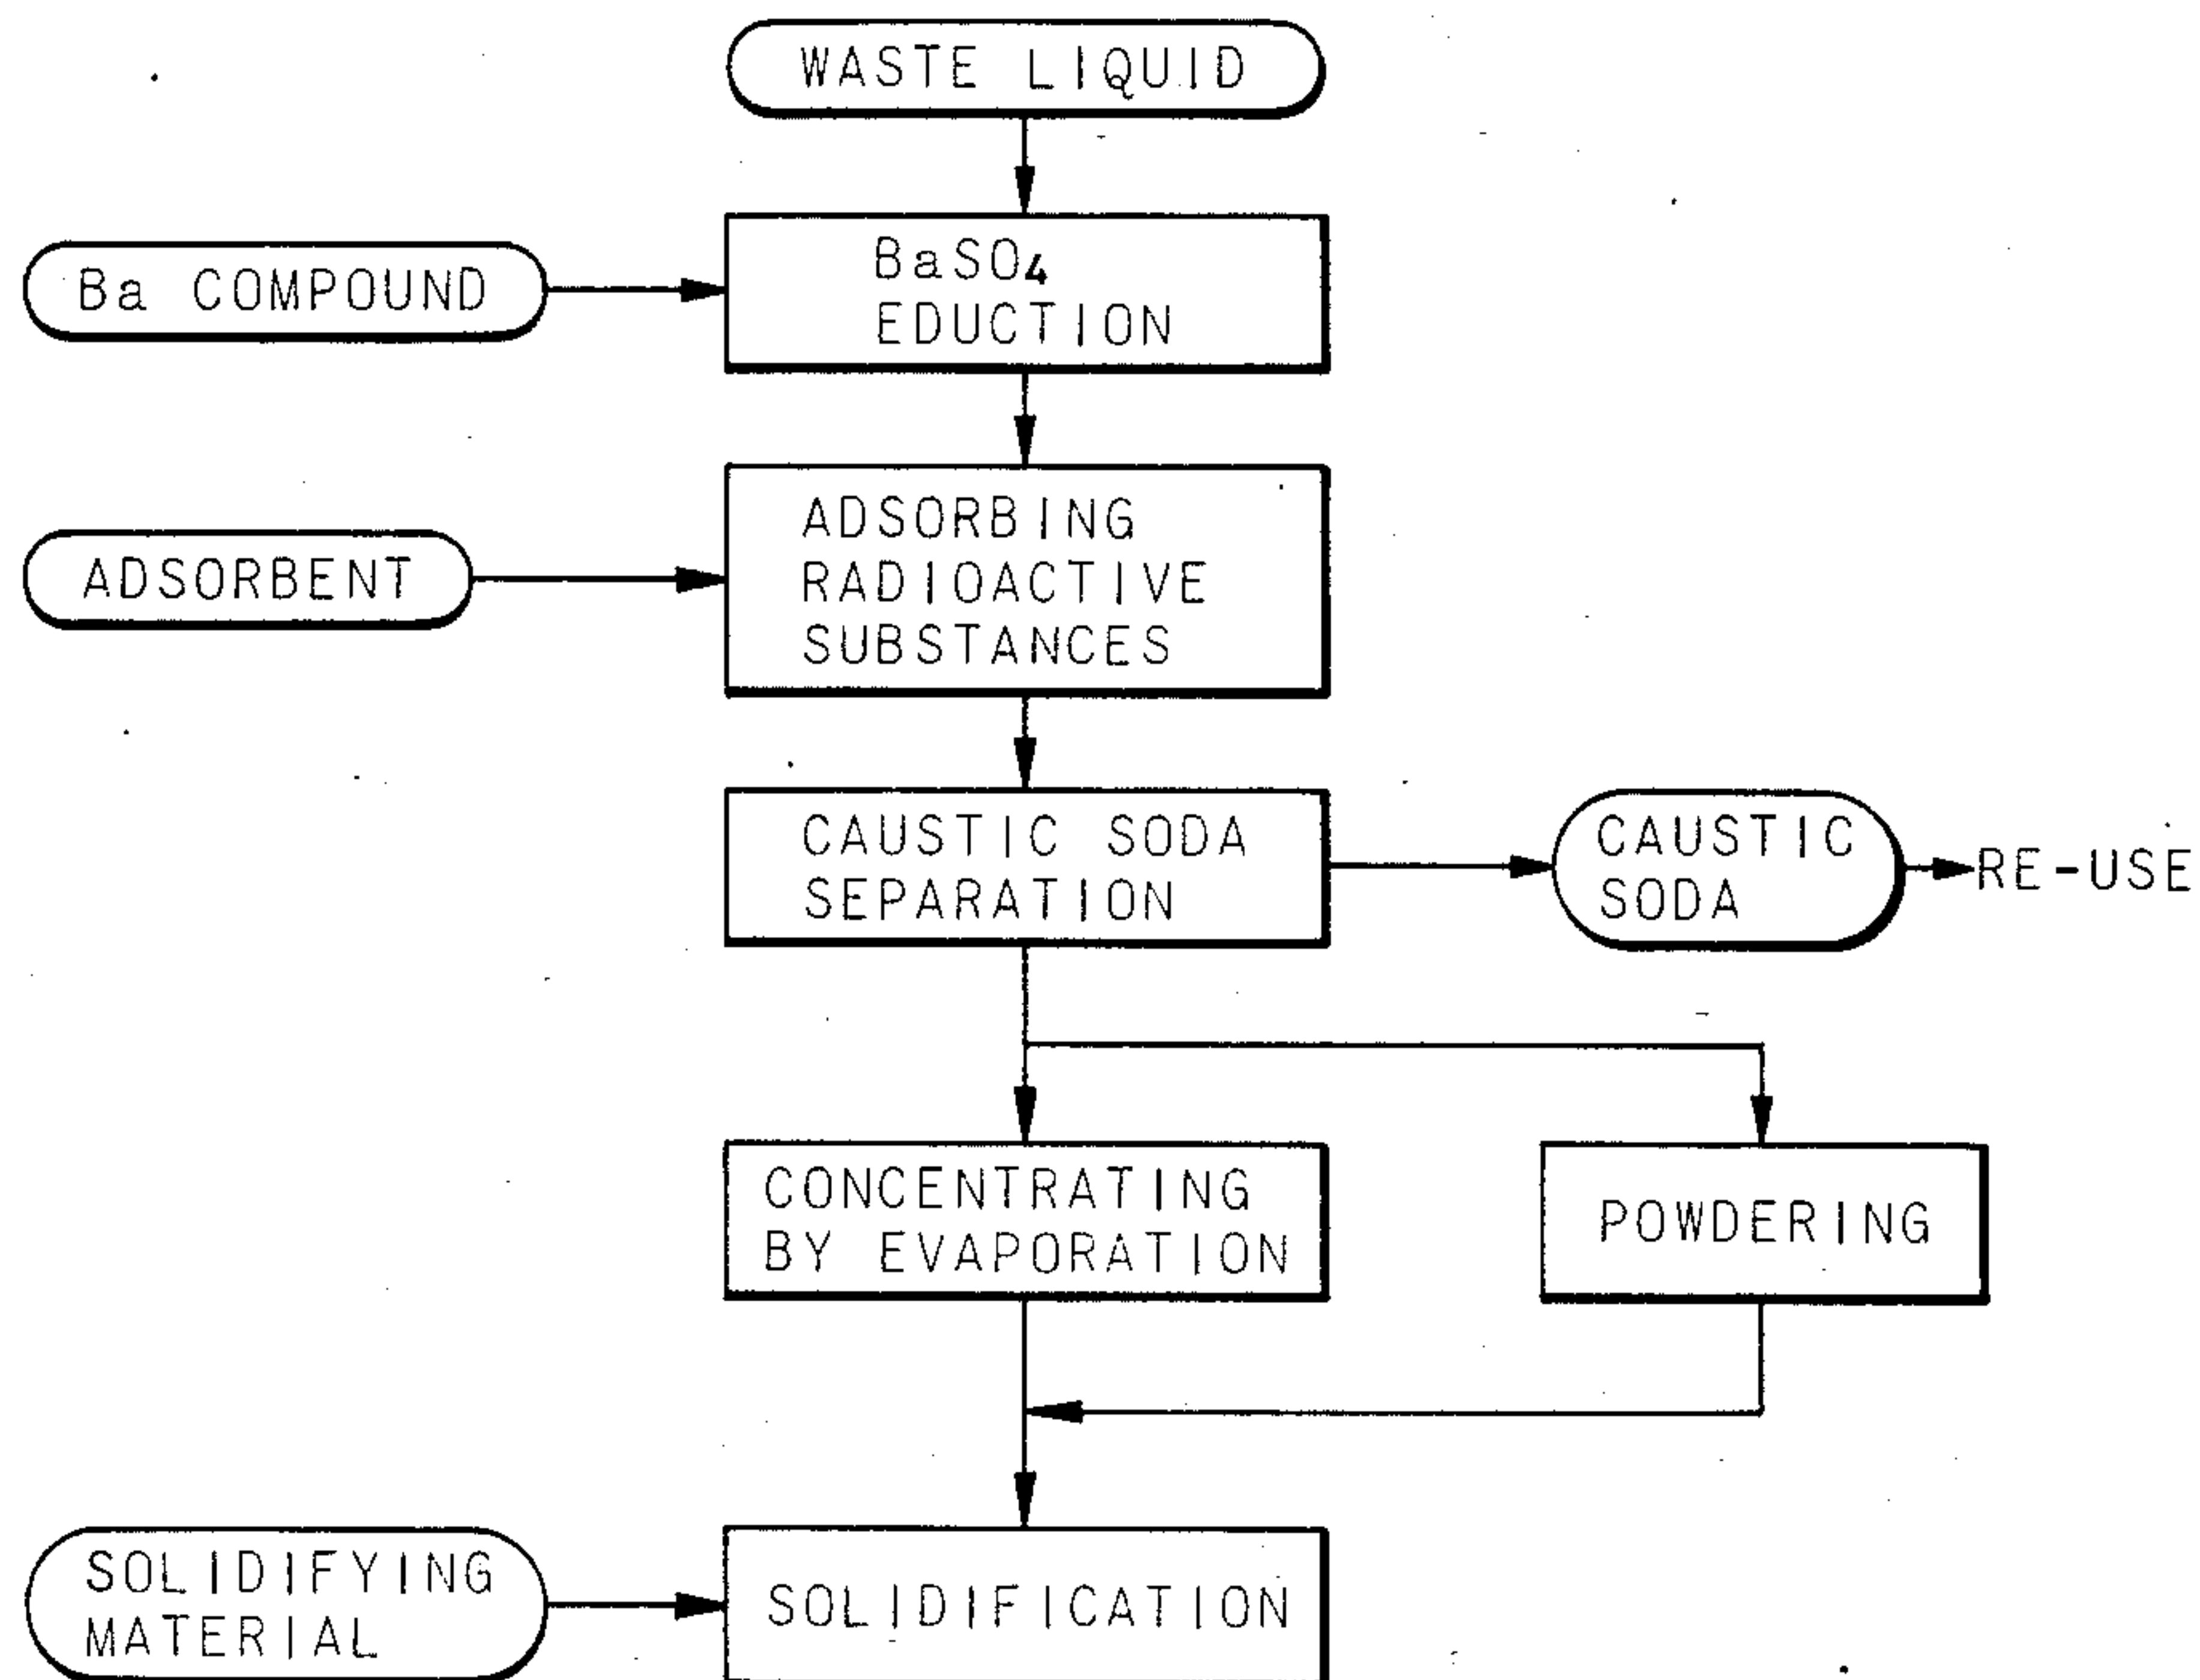 WASTE LIQUID
Ba COMPOUND
BaSO4
EDUCTION
ADSORBENT
ADSORBING
RADIOACTIVE
SUBSTANCES
CAUSTIC SODA
SEPARATION
CAUSTIC
SODA
RE-USE
CONCENTRATING
BY EVAPORATION
POWDERING
SOLIDIFYING
MATERIAL
SOLIDIFICATION